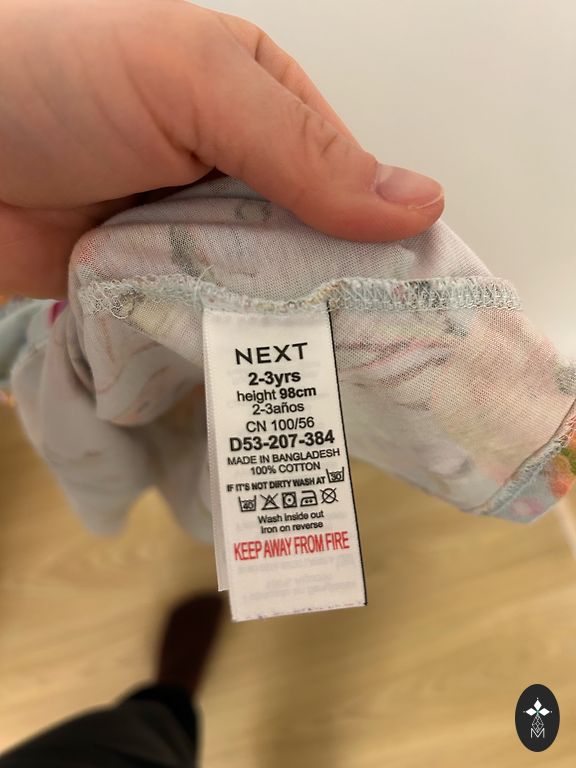 NEXT
2-3yrs
height 98cm
2-3años
CN 100/56
D53-207-384
MADE IN BANGLADESH
100% COTTON
IF IT'S NOT DIRTY WASH AT 30
40
Wash inside out
Iron on reverse
KEEP AWAY FROM FIRE
M